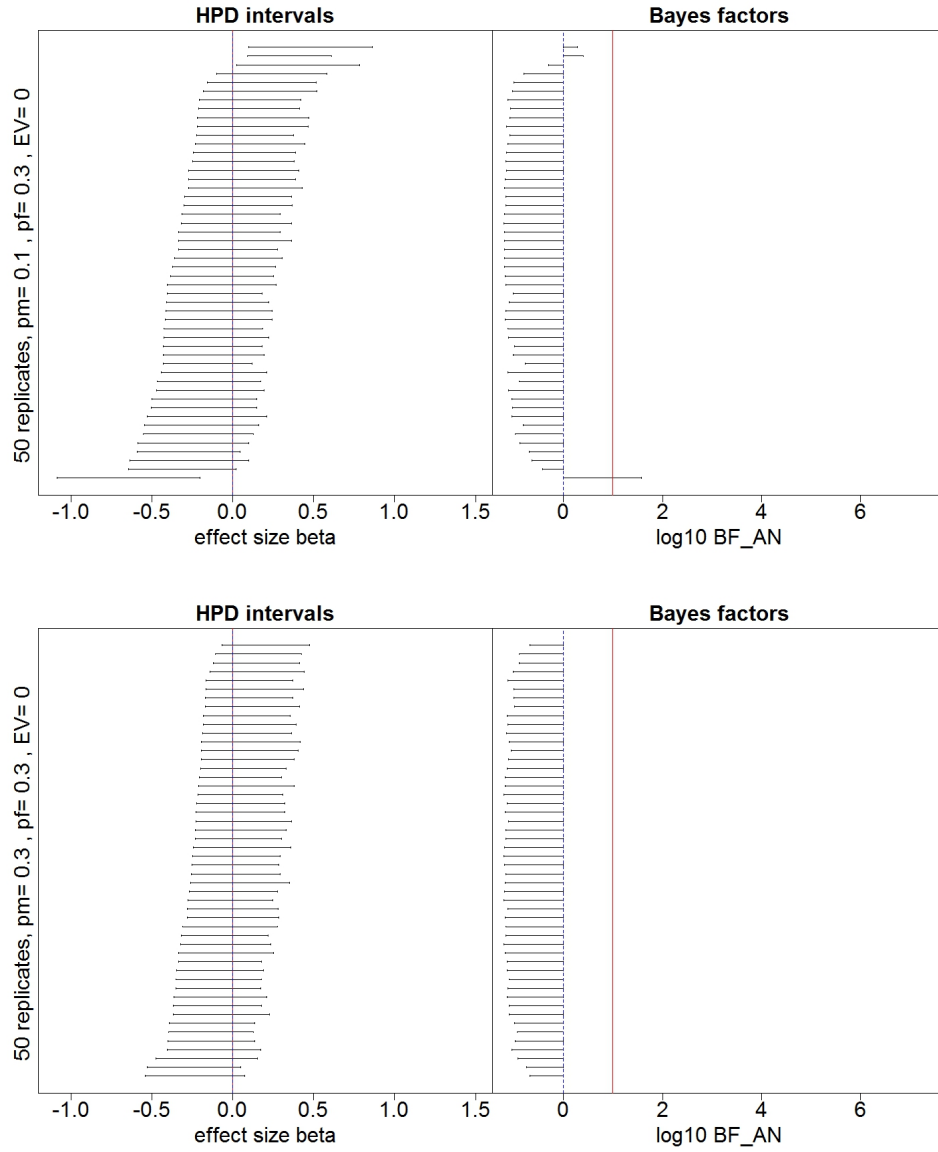 HPD intervals
Bayes factors
50 replicates, pm= 0.1 , pf= 0.3 , EV= 0
-1.0 -0.5 0.0 0.5 1.0 1.5
0 2 4 6
effect size beta
log10 BF_AN
HPD intervals
Bayes factors
50 replicates, pm= 0.3 , pf= 0.3 , EV= 0
-1.0 -0.5 0.0 0.5 1.0 1.5
0 2 4 6
effect size beta
log10 BF_AN